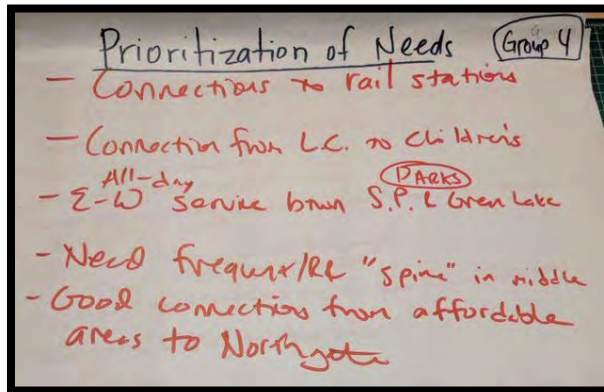 Prioritization of Needs
Group 4
- Connections to rail stations
- Connection from L.C. to Children's
All-day
PARKS
- E-W service btwn S.P. & Green Lake
- Need frequent/RR "spine" in middle
- Good connection from affordable
areas to Northgate